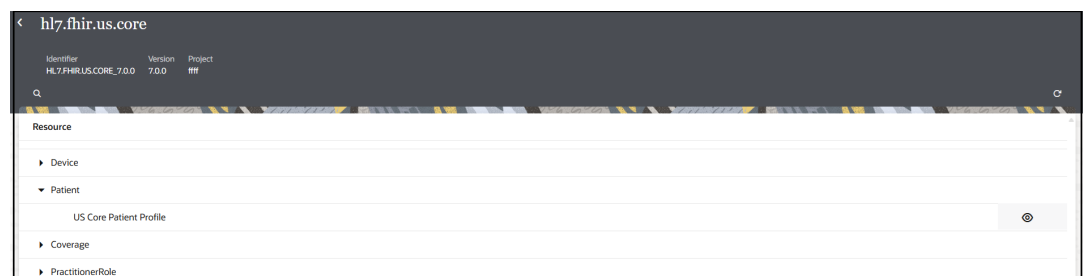 hl7.fhir.us.core
Identifier Version Project
HL7.FHIR.US.CORE_7.0.0 7.0.0 ffff
Resource
Device
Patient
US Core Patient Profile
Coverage
PractitionerRole